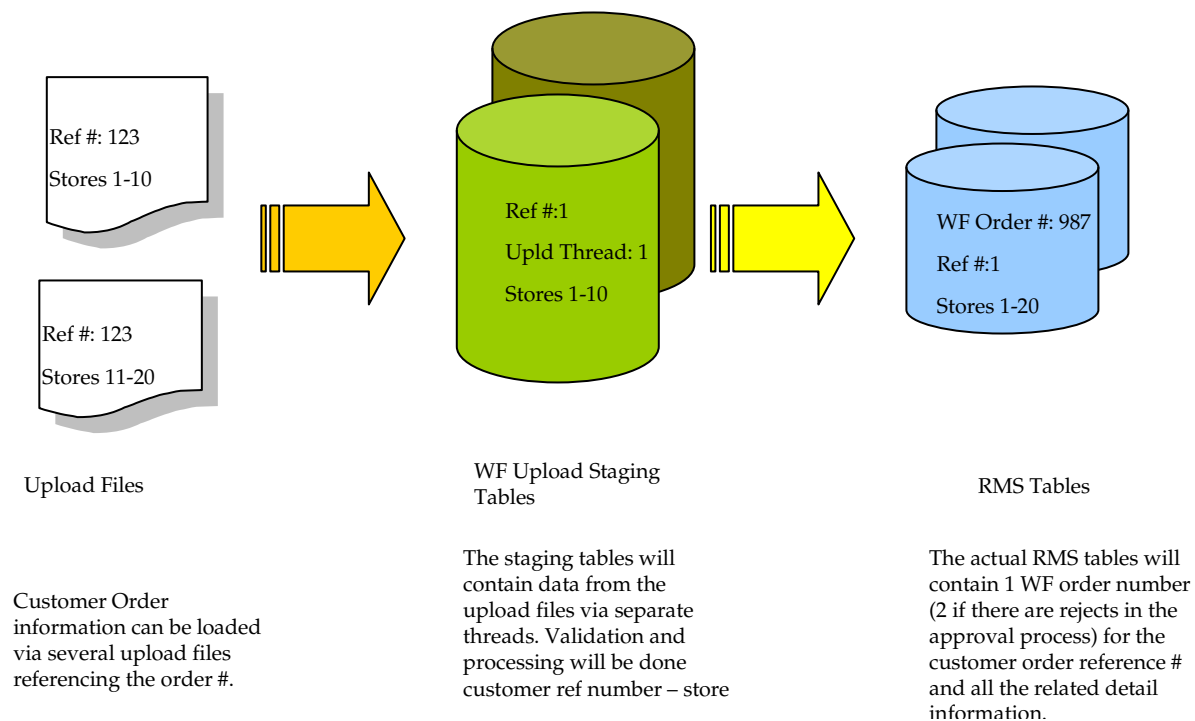 Ref #: 123
Stores 1-10
Ref #: 123
Stores 11-20
Ref #:1
Upld Thread: 1
Stores 1-10
WF Order #: 987
Ref #:1
Stores 1-20
Upload Files
WF Upload Staging
Tables
RMS Tables
Customer Order
information can be loaded
via several upload files
referencing the order #.
The staging tables will
contain data from the
upload files via separate
threads. Validation and
processing will be done
customer ref number – store
The actual RMS tables will
contain 1 WF order number
(2 if there are rejects in the
approval process) for the
customer order reference #
and all the related detail
information.